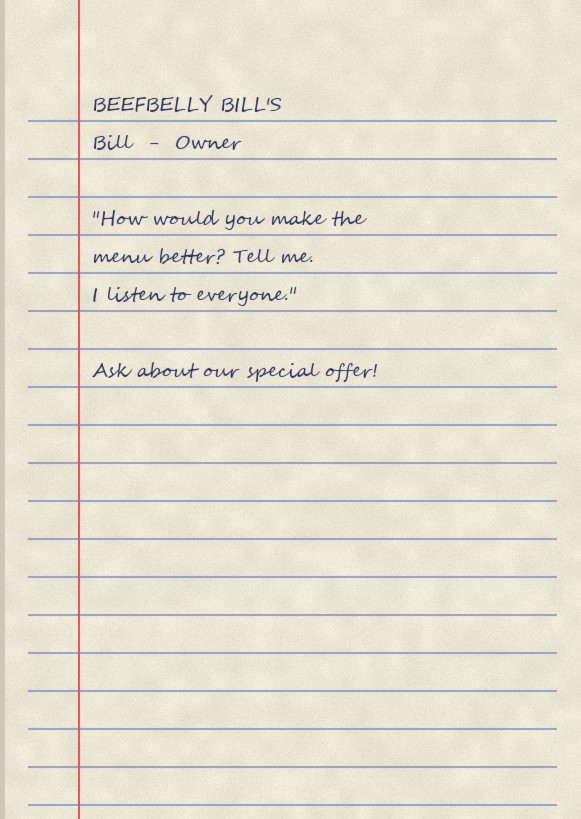 BEEFBELLY BILL'S
Bill - Owner
"How would you make the
menu better? Tell me.
I listen to everyone."
Ask about our special offer!